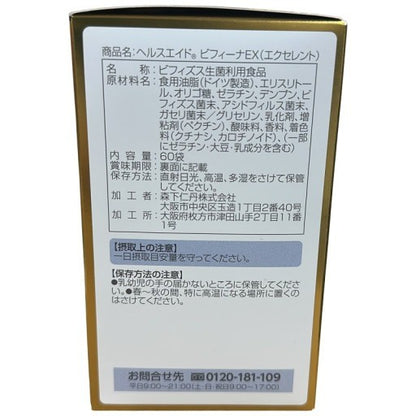 商品名:ヘルスエイド® ビフィーナEX(エクセレント)
名 称:ビフィズス生菌利用食品
原材料名:食用油脂(ドイツ製造)、エリスリトー
ル、オリゴ糖、ゼラチン、デンプン、ビ
フィズス菌末、アシドフィルス菌末、
ガセリ菌末/グリセリン、乳化剤、増
粘剤(ペクチン)、酸味料、香料、着色
料(クチナシ、カロチノイド)、(一部
にゼラチン・大豆・乳成分を含む)
内容量:60袋
賞味期限:裏面に記載
保存方法:直射日光、高温、多湿をさけて保管
してください。
加工者:森下仁丹株式会社
大阪市中央区玉造1丁目2番40号
加工所:大阪府枚方市津田山手2丁目11番
1号
【摂取上の注意】
一日摂取目安量を守ってください。
【保存方法の注意】
●乳幼児の手の届かないところに保管してくださ
い。●春〜秋の間、特に高温になる場所に置くの
はさけてください。
お問合せ先 0120-181-109
平日9:00〜21:00(土・日・祝日9:00〜17:00)